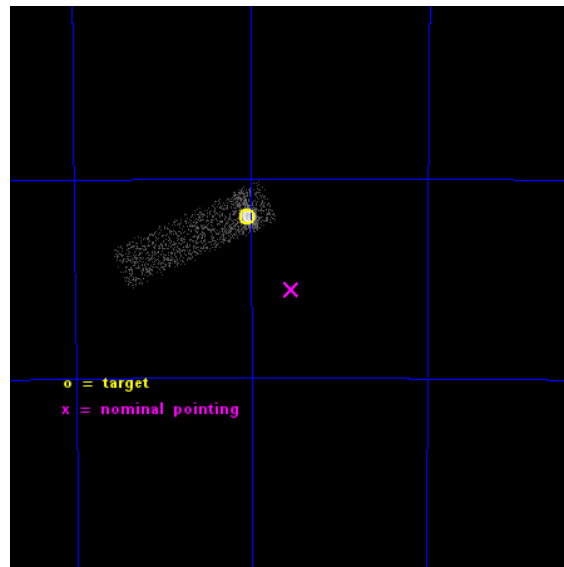 o = target
x = nominal pointing